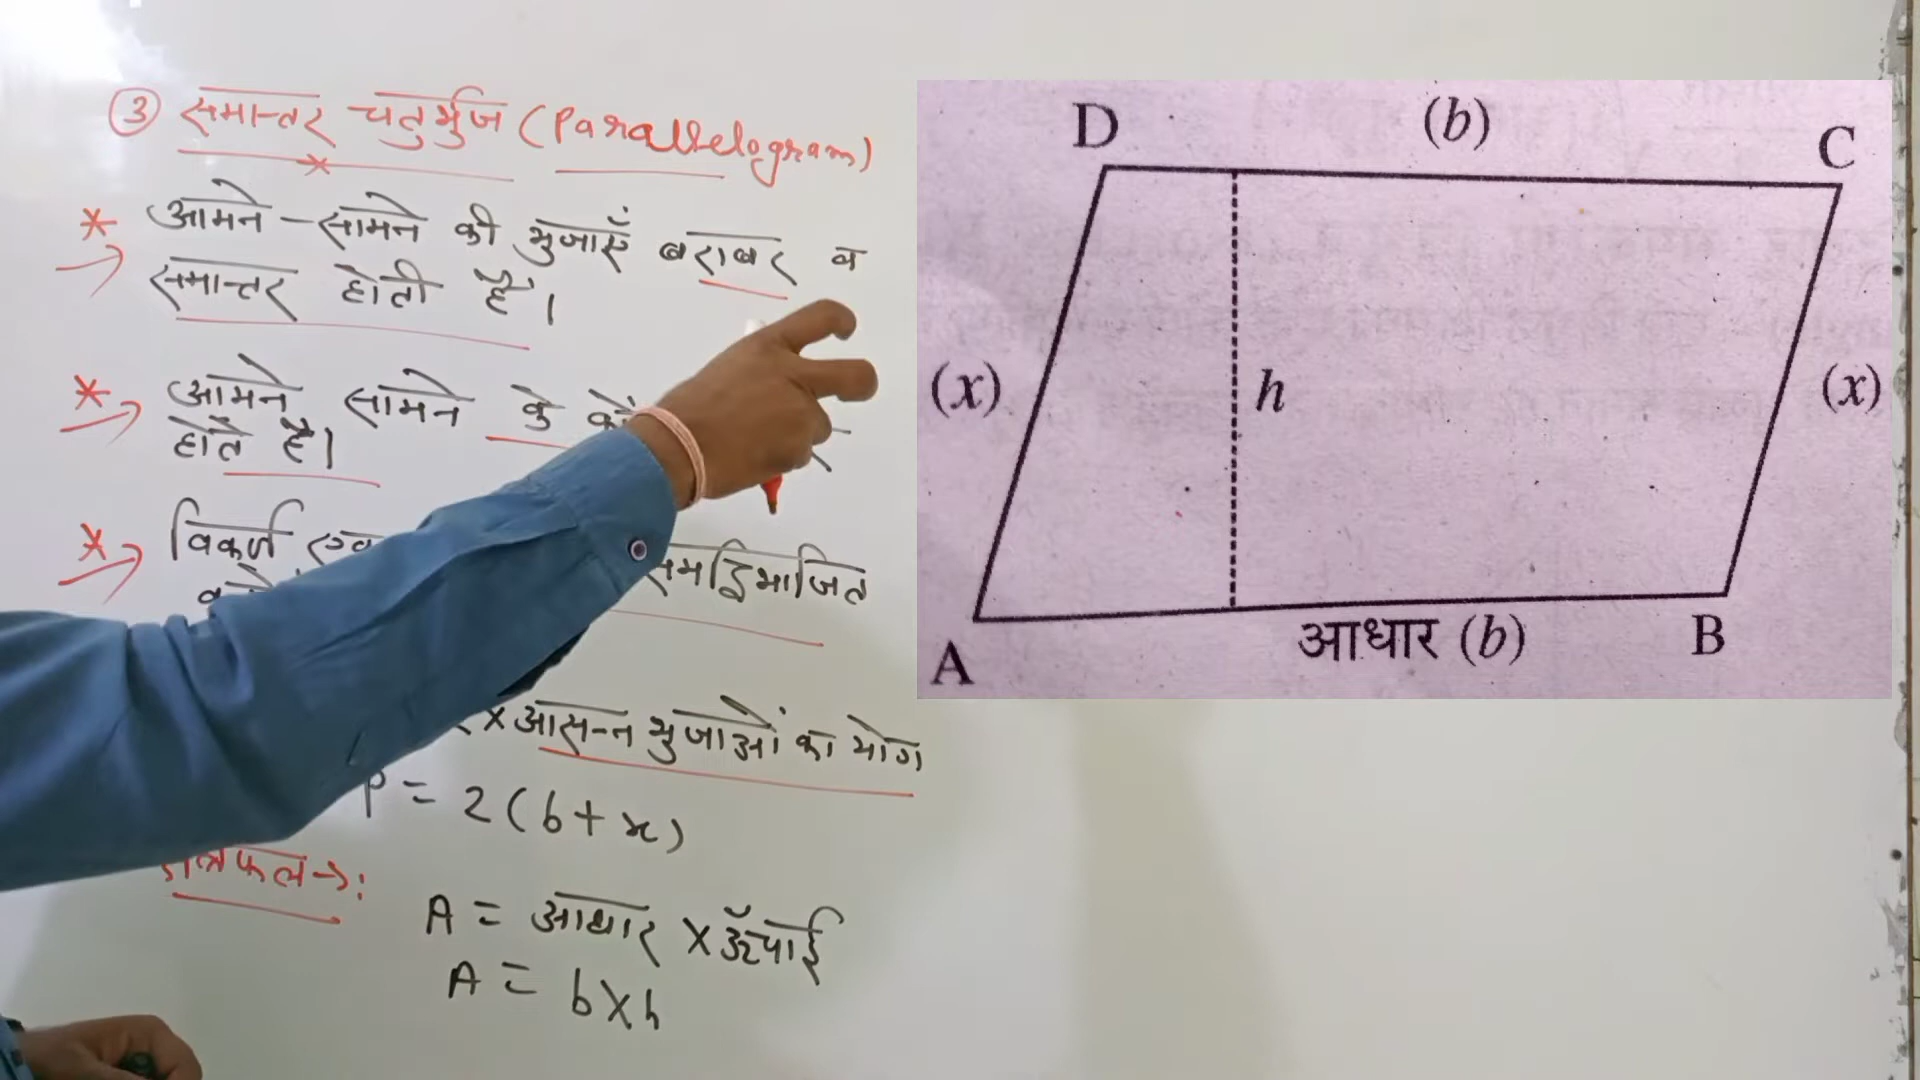 ③ समान्तर चतुर्भुज (Parallelogram)
* आमने-सामने की भुजाएँ बराबर व
समान्तर होती है।
* आमने सामने के
होते है।
* विकर्ण समद्विभाजित
×आसन्न भुजाओं का योग
P = 2(b+x)
क्षेत्रफल→:
A = आधार ×ऊँचाई
A = b×h
D (b) C
(x) h (x)
A आधार (b) B